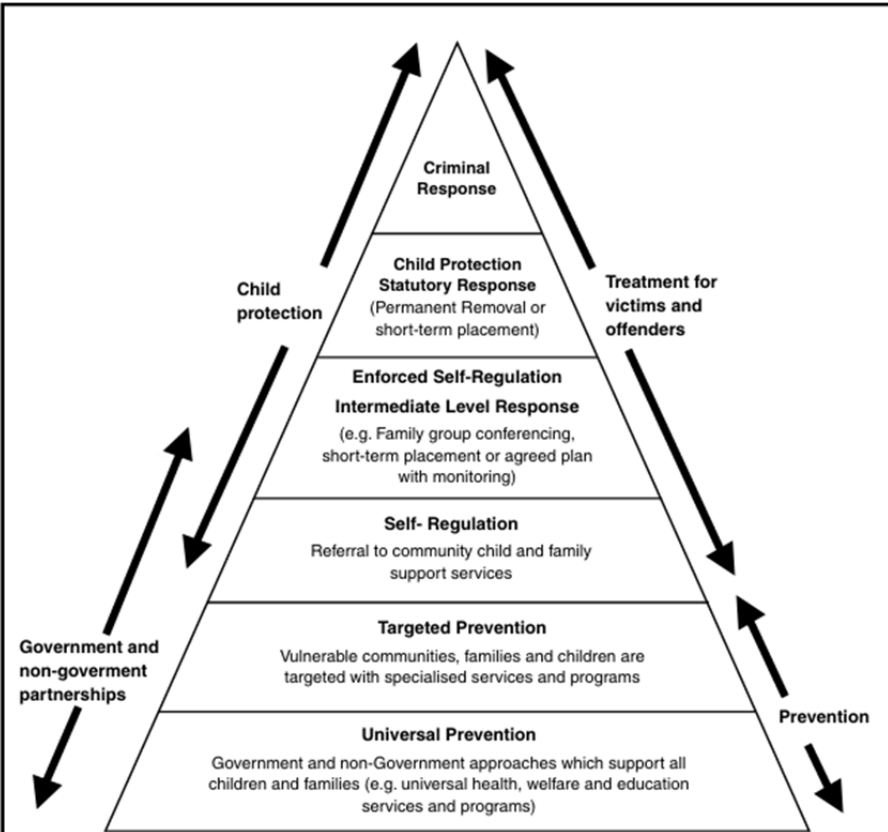 Criminal
Response
Child Protection
Statutory Response
(Permanent Removal or
short-term placement)
Child
protection
Treatment for
victims and
offenders
Enforced Self-Regulation
Intermediate Level Response
(e.g. Family group conferencing,
short-term placement or agreed plan
with monitoring)
Self- Regulation
Referral to community child and family
support services
Government and
non-goverment
partnerships
Targeted Prevention
Vulnerable communities, families and children are
targeted with specialised services and programs
Prevention
Universal Prevention
Government and non-Government approaches which support all
children and families (e.g. universal health, welfare and education
services and programs)